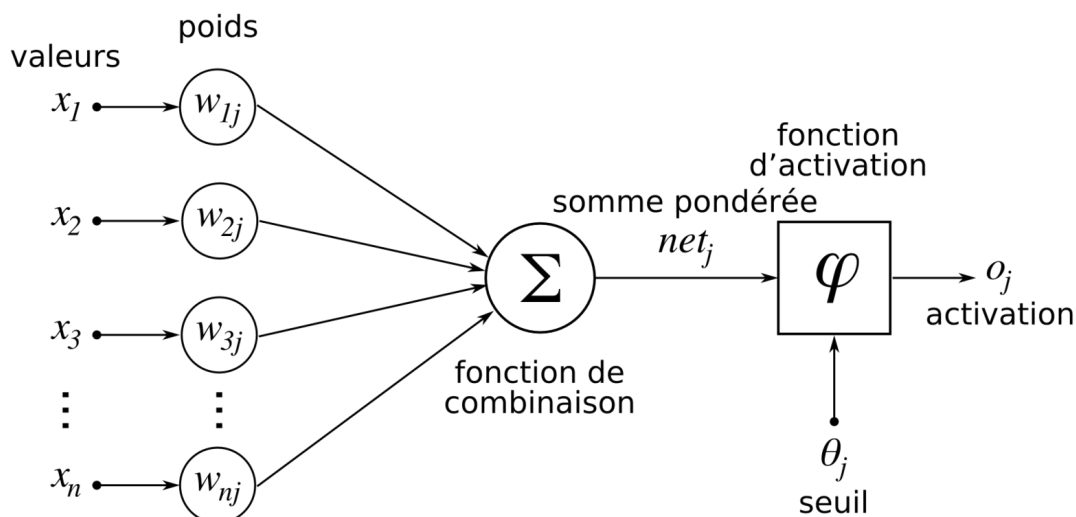 poids
valeurs
x1
w1j
x2
w2j
x3
w3j
⋮
⋮
xn
wnj
Σ
fonction de
combinaison
somme pondérée
netj
fonction
d'activation
φ
oj
activation
θj
seuil